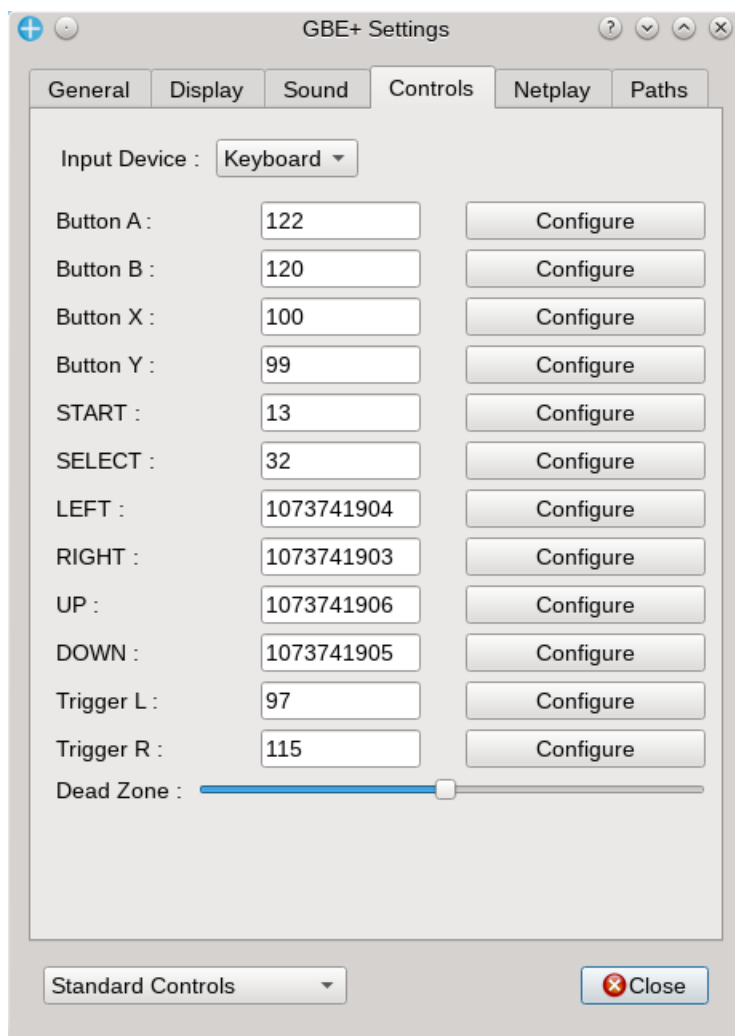 GBE+ Settings
General Display Sound Controls Netplay Paths
Input Device : Keyboard
Button A : 122 Configure
Button B : 120 Configure
Button X : 100 Configure
Button Y : 99 Configure
START : 13 Configure
SELECT : 32 Configure
LEFT : 1073741904 Configure
RIGHT : 1073741903 Configure
UP : 1073741906 Configure
DOWN : 1073741905 Configure
Trigger L : 97 Configure
Trigger R : 115 Configure
Dead Zone :
Standard Controls Close